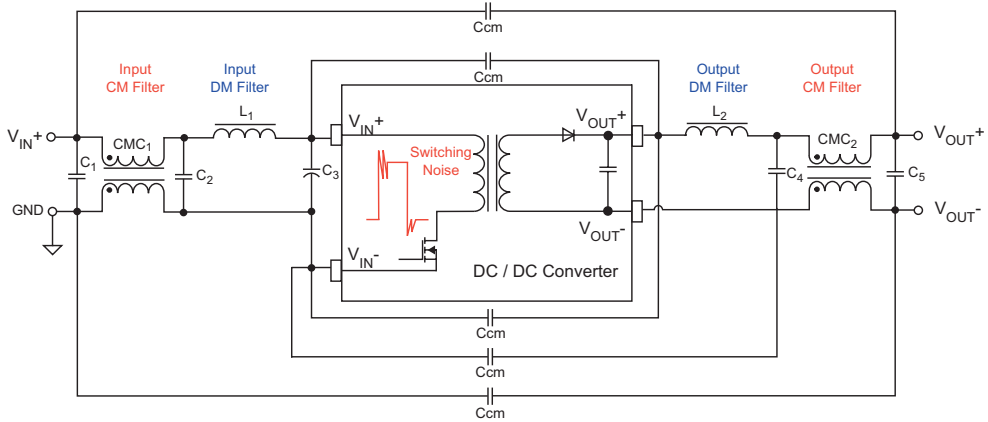 Ccm
Ccm
Input
CM Filter
Input
DM Filter
Output
DM Filter
Output
CM Filter
L1
L2
VIN+
CMC1
VIN+
VOUT+
CMC2
VOUT+
Switching
Noise
C1
C2
C3
C4
C5
GND
VIN-
VOUT-
VOUT-
DC / DC Converter
Ccm
Ccm
Ccm